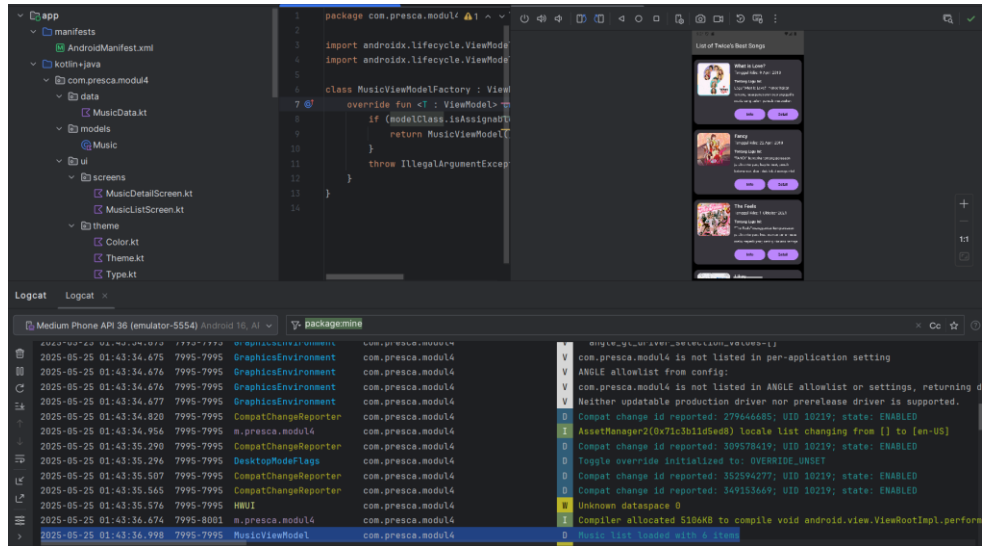 app
manifests
AndroidManifest.xml
kotlin+java
com.presca.modul4
data
MusicData.kt
models
Music
ui
screens
MusicDetailScreen.kt
MusicListScreen.kt
theme
Color.kt
Theme.kt
Type.kt
1 package com.presca.modul4
2
3 import androidx.lifecycle.ViewMode
4 import androidx.lifecycle.ViewMode
5
6 class MusicViewModelFactory : View
7 override fun <T : ViewModel>
8 if (modelClass.isAssignabl
9 return MusicViewModel(
10 }
11 throw IllegalArgumentExcep
12 }
13 }
14
1
List of Twice's Best Songs
What Is Love?
Info
Detail
Fancy
Info
Detail
The Feels
Info
Detail
1:1
Logcat Logcat ×
Medium Phone API 36 (emulator-5554) Android 16, AI
package:mine
Cc
GraphicsEnvironment com.presca.modul4 V angle_gl_driver_selection_values=[]
2025-05-25 01:43:34.675 7995-7995 GraphicsEnvironment com.presca.modul4 V com.presca.modul4 is not listed in per-application setting
2025-05-25 01:43:34.676 7995-7995 GraphicsEnvironment com.presca.modul4 V ANGLE allowlist from config:
2025-05-25 01:43:34.676 7995-7995 GraphicsEnvironment com.presca.modul4 V com.presca.modul4 is not listed in ANGLE allowlist or settings, returning d
2025-05-25 01:43:34.677 7995-7995 GraphicsEnvironment com.presca.modul4 V Neither updatable production driver nor prerelease driver is supported.
2025-05-25 01:43:34.820 7995-7995 CompatChangeReporter com.presca.modul4 D Compat change id reported: 279646685; UID 10219; state: ENABLED
2025-05-25 01:43:34.956 7995-7995 m.presca.modul4 com.presca.modul4 I AssetManager2(0x71c3b11d5ed8) locale list changing from [] to [en-US]
2025-05-25 01:43:35.290 7995-7995 CompatChangeReporter com.presca.modul4 D Compat change id reported: 309578419; UID 10219; state: ENABLED
2025-05-25 01:43:35.296 7995-7995 DesktopModeFlags com.presca.modul4 D Toggle override initialized to: OVERRIDE_UNSET
2025-05-25 01:43:35.507 7995-7995 CompatChangeReporter com.presca.modul4 D Compat change id reported: 352594277; UID 10219; state: ENABLED
2025-05-25 01:43:35.565 7995-7995 CompatChangeReporter com.presca.modul4 D Compat change id reported: 349153669; UID 10219; state: ENABLED
2025-05-25 01:43:35.576 7995-7995 HWUI com.presca.modul4 W Unknown dataspace 0
2025-05-25 01:43:36.674 7995-8001 m.presca.modul4 com.presca.modul4 I Compiler allocated 5106KB to compile void android.view.ViewRootImpl.perform
2025-05-25 01:43:36.998 7995-7995 MusicViewModel com.presca.modul4 D Music list loaded with 6 items